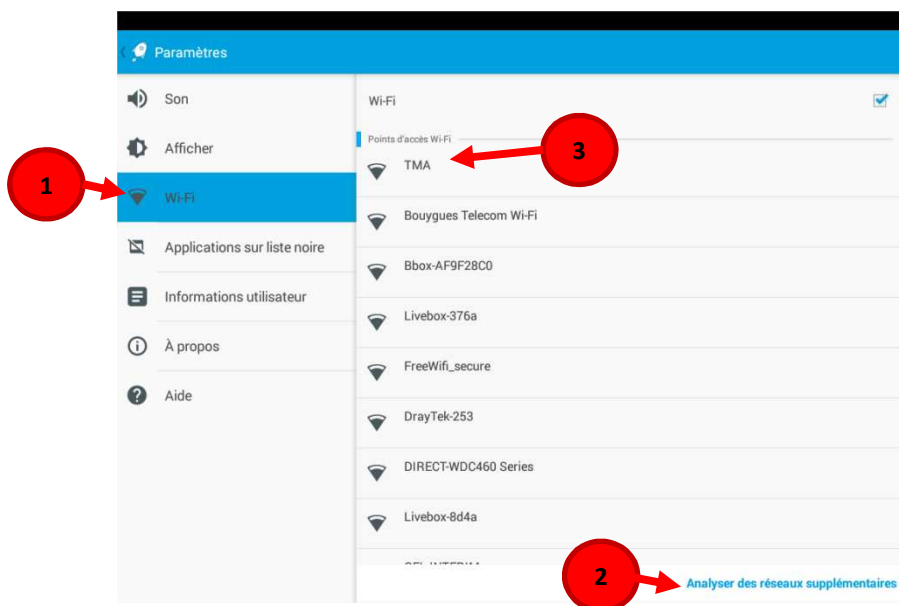 Paramètres
Son
Afficher
1
Wi-Fi
Applications sur liste noire
Informations utilisateur
À propos
Aide
Wi-Fi
Points d'accès Wi-Fi
3
TMA
Bouygues Telecom Wi-Fi
Bbox-AF9F28C0
Livebox-376a
FreeWifi_secure
DrayTek-253
DIRECT-WDC460 Series
Livebox-8d4a
2
Analyser des réseaux supplémentaires